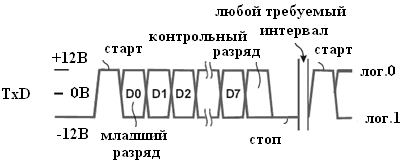 любой требуемый
интервал
контрольный
разряд
старт
старт
+12В
TxD
0В
-12В
D0 D1 D2 D7
лог.0
лог.1
младший
разряд
стоп